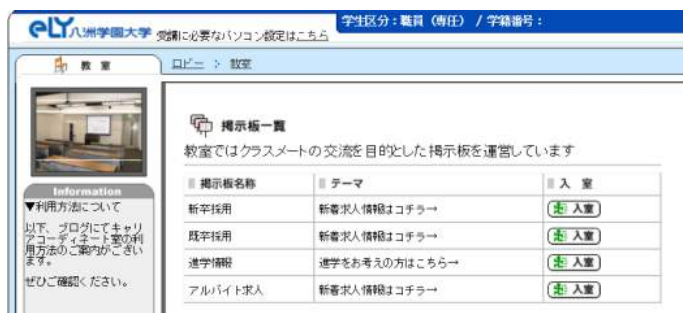 eLy 八洲学園大学 受講に必要なパソコン設定はこちら
学生区分：職員（専任） / 学籍番号：
教 室
ロビー > 教室
掲示板一覧
教室ではクラスメートの交流を目的とした掲示板を運営しています
掲示板名称 テーマ 入 室
新卒採用 新着求人情報はコチラ→ 入室
既卒採用 新着求人情報はコチラ→ 入室
進学情報 進学をお考えの方はこちら→ 入室
アルバイト求人 新着求人情報はコチラ→ 入室
Information
▼利用方法について
以下、ブログにてキャリ
アコーディネート室の利
用方法のご案内がござい
ます。
ぜひご確認ください。